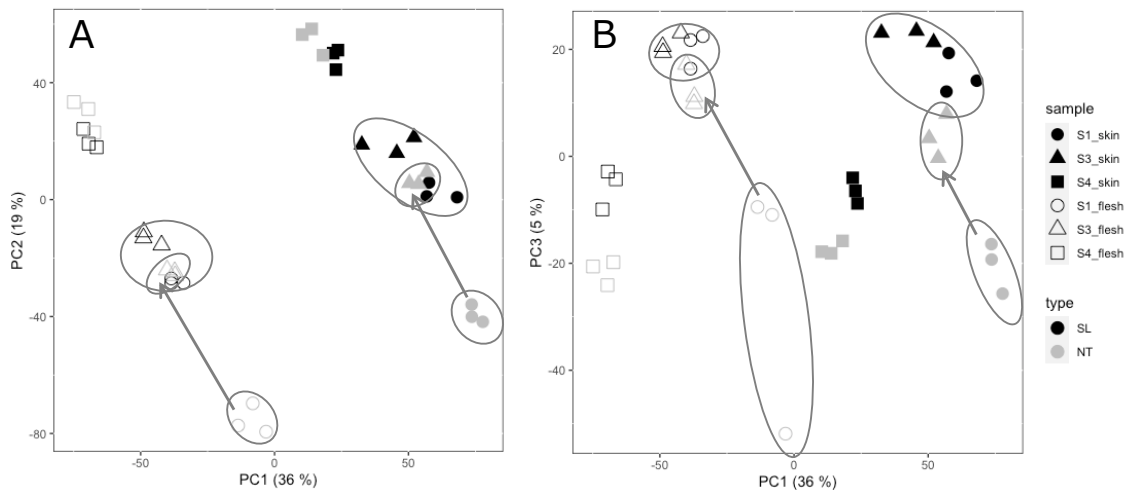 A
40
0
-40
-80
PC2 (19 %)
-50
0
50
PC1 (36 %)
B
20
0
-20
-40
PC3 (5 %)
-50
0
50
PC1 (36 %)
sample
S1_skin
S3_skin
S4_skin
S1_flesh
S3_flesh
S4_flesh
type
SL
NT